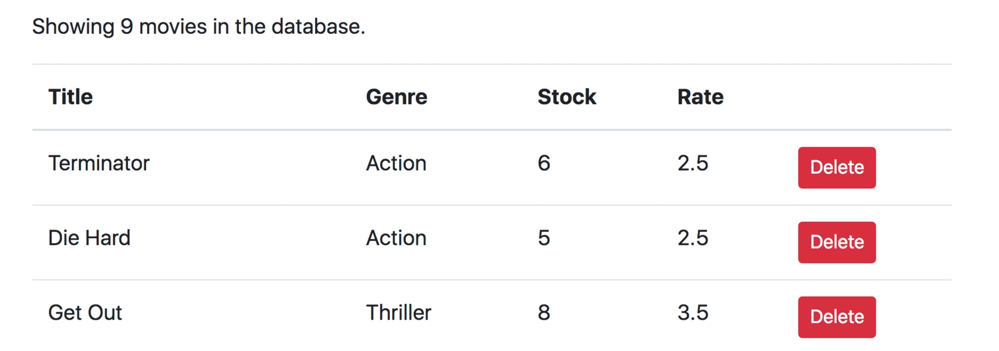 Showing 9 movies in the database.
Title Genre Stock Rate
Terminator Action 6 2.5 Delete
Die Hard Action 5 2.5 Delete
Get Out Thriller 8 3.5 Delete